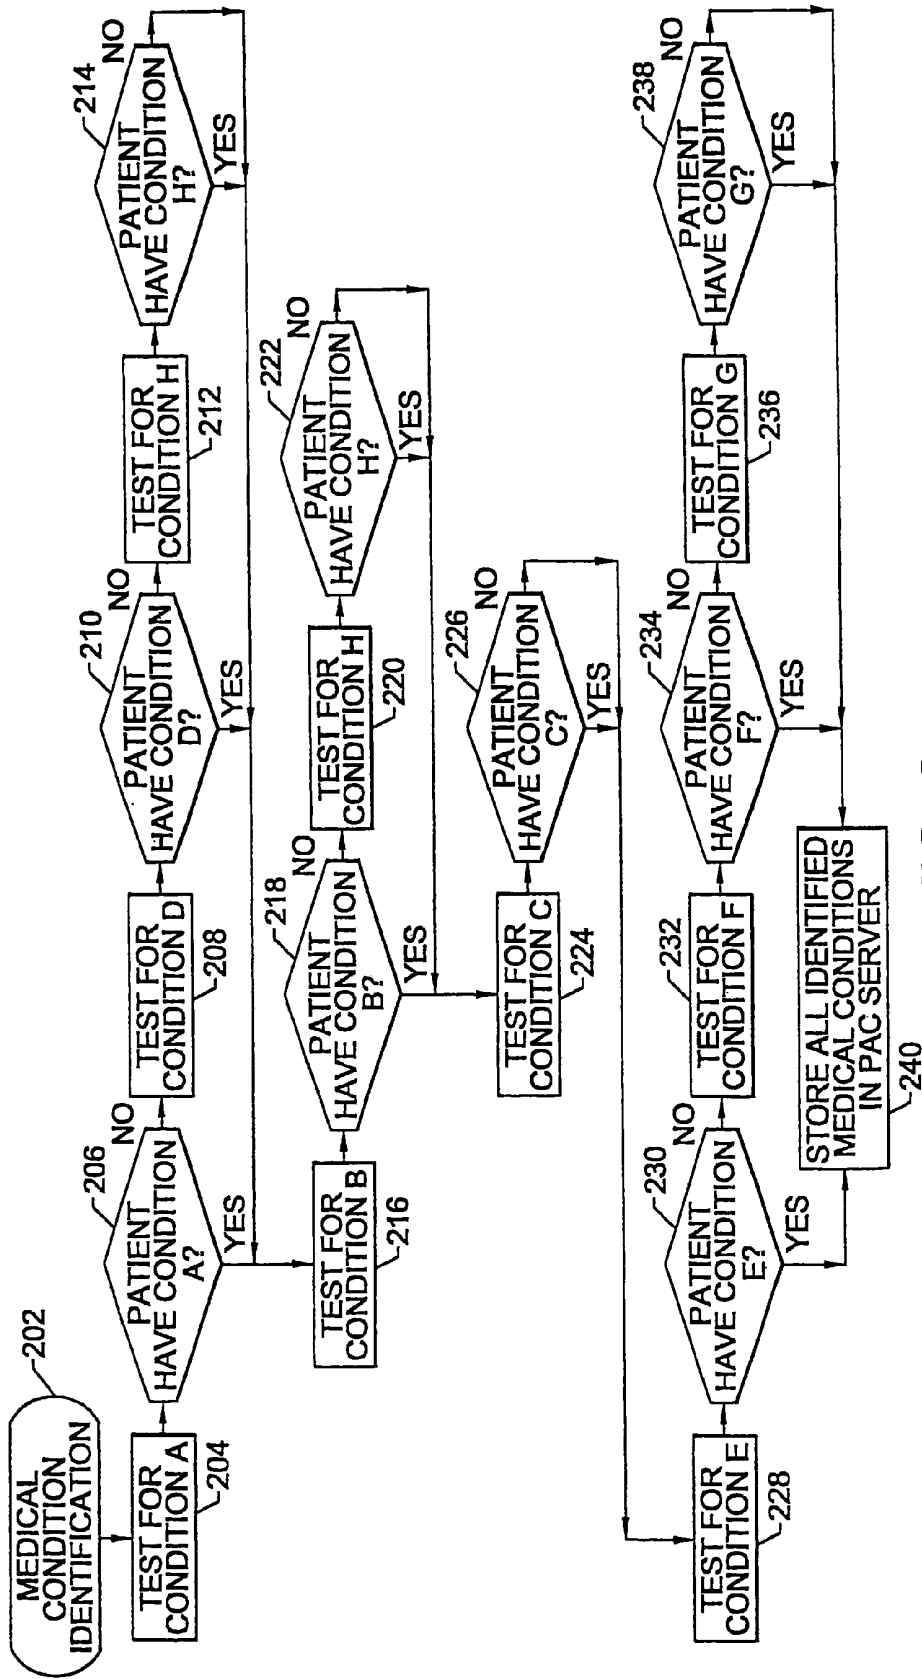 MEDICAL
CONDITION
IDENTIFICATION
202
TEST FOR
CONDITION A
204
PATIENT
HAVE CONDITION
A?
206
NO
YES
TEST FOR
CONDITION D
208
PATIENT
HAVE CONDITION
D?
210
NO
YES
TEST FOR
CONDITION H
212
PATIENT
HAVE CONDITION
H?
214
NO
YES
TEST FOR
CONDITION B
216
PATIENT
HAVE CONDITION
B?
218
NO
YES
TEST FOR
CONDITION H
220
PATIENT
HAVE CONDITION
H?
222
NO
YES
TEST FOR
CONDITION C
224
PATIENT
HAVE CONDITION
C?
226
NO
YES
TEST FOR
CONDITION E
228
PATIENT
HAVE CONDITION
E?
230
NO
YES
TEST FOR
CONDITION F
232
PATIENT
HAVE CONDITION
F?
234
NO
YES
TEST FOR
CONDITION G
236
PATIENT
HAVE CONDITION
G?
238
NO
YES
STORE ALL IDENTIFIED
MEDICAL CONDITIONS
IN PAC SERVER
240